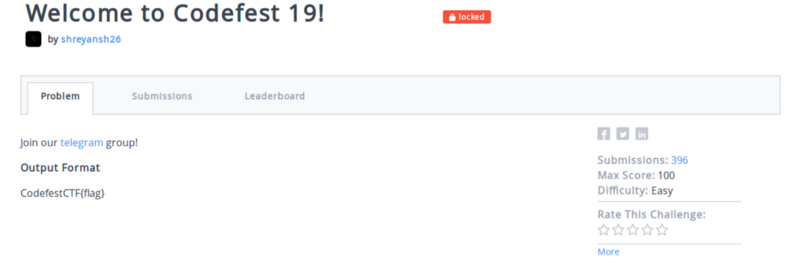 Welcome to Codefest 19!
locked
by shreyansh26
Problem
Submissions
Leaderboard
Join our telegram group!
Output Format
CodefestCTF{flag}
Submissions: 396
Max Score: 100
Difficulty: Easy
Rate This Challenge:
More